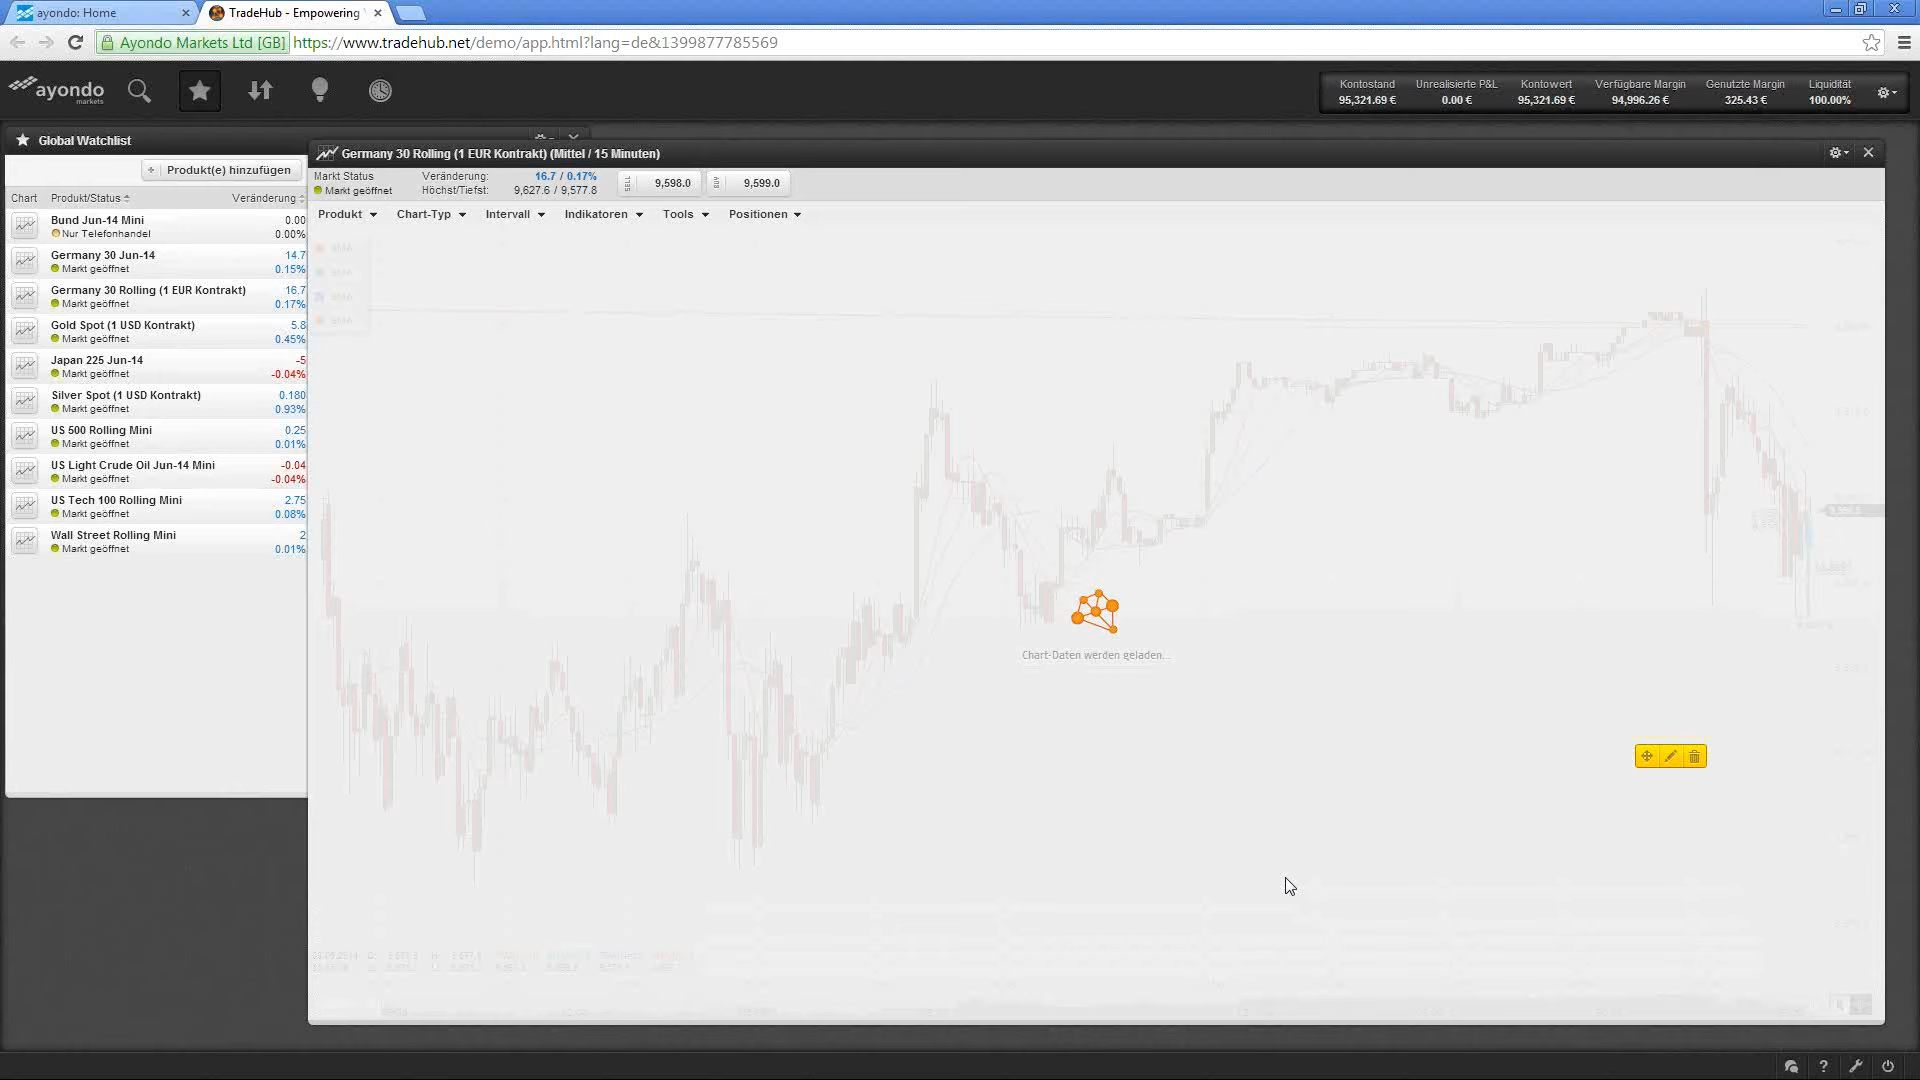 ayondo: Home
TradeHub - Empowering
Ayondo Markets Ltd [GB]
https://www.tradehub.net/demo/app.html?lang=de&1399877785569
ayondo
markets
Kontostand
95,321.69 €
Unrealisierte P&L
0.00 €
Kontowert
95,321.69 €
Verfügbare Margin
94,996.26 €
Genutzte Margin
325.43 €
Liquidität
100.00%
Global Watchlist
+ Produkt(e) hinzufügen
Chart Produkt/Status Veränderung
Bund Jun-14 Mini 0.00
Nur Telefonhandel 0.00%
Germany 30 Jun-14 14.7
Markt geöffnet 0.15%
Germany 30 Rolling (1 EUR Kontrakt) 16.7
Markt geöffnet 0.17%
Gold Spot (1 USD Kontrakt) 5.8
Markt geöffnet 0.45%
Japan 225 Jun-14 -5
Markt geöffnet -0.04%
Silver Spot (1 USD Kontrakt) 0.180
Markt geöffnet 0.93%
US 500 Rolling Mini 0.25
Markt geöffnet 0.01%
US Light Crude Oil Jun-14 Mini -0.04
Markt geöffnet -0.04%
US Tech 100 Rolling Mini 2.75
Markt geöffnet 0.08%
Wall Street Rolling Mini 2
Markt geöffnet 0.01%
Germany 30 Rolling (1 EUR Kontrakt) (Mittel / 15 Minuten)
Markt Status Veränderung: 16.7 / 0.17%
Markt geöffnet Höchst/Tiefst: 9,627.6 / 9,577.8
SELL 9,598.0
BUY 9,599.0
Produkt Chart-Typ Intervall Indikatoren Tools Positionen
SMA
SMA
SMA
SMA
Chart-Daten werden geladen...
?